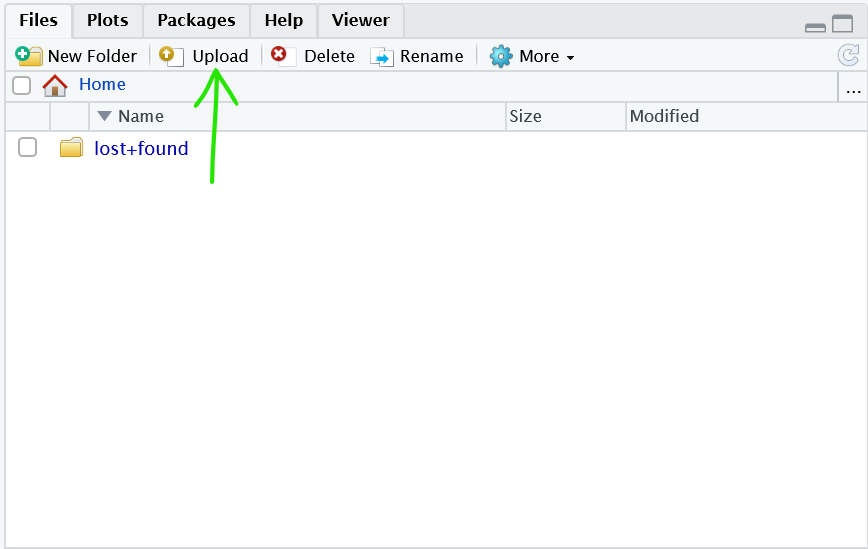 Files Plots Packages Help Viewer
New Folder Upload Delete Rename More
Home ...
Name Size Modified
lost+found